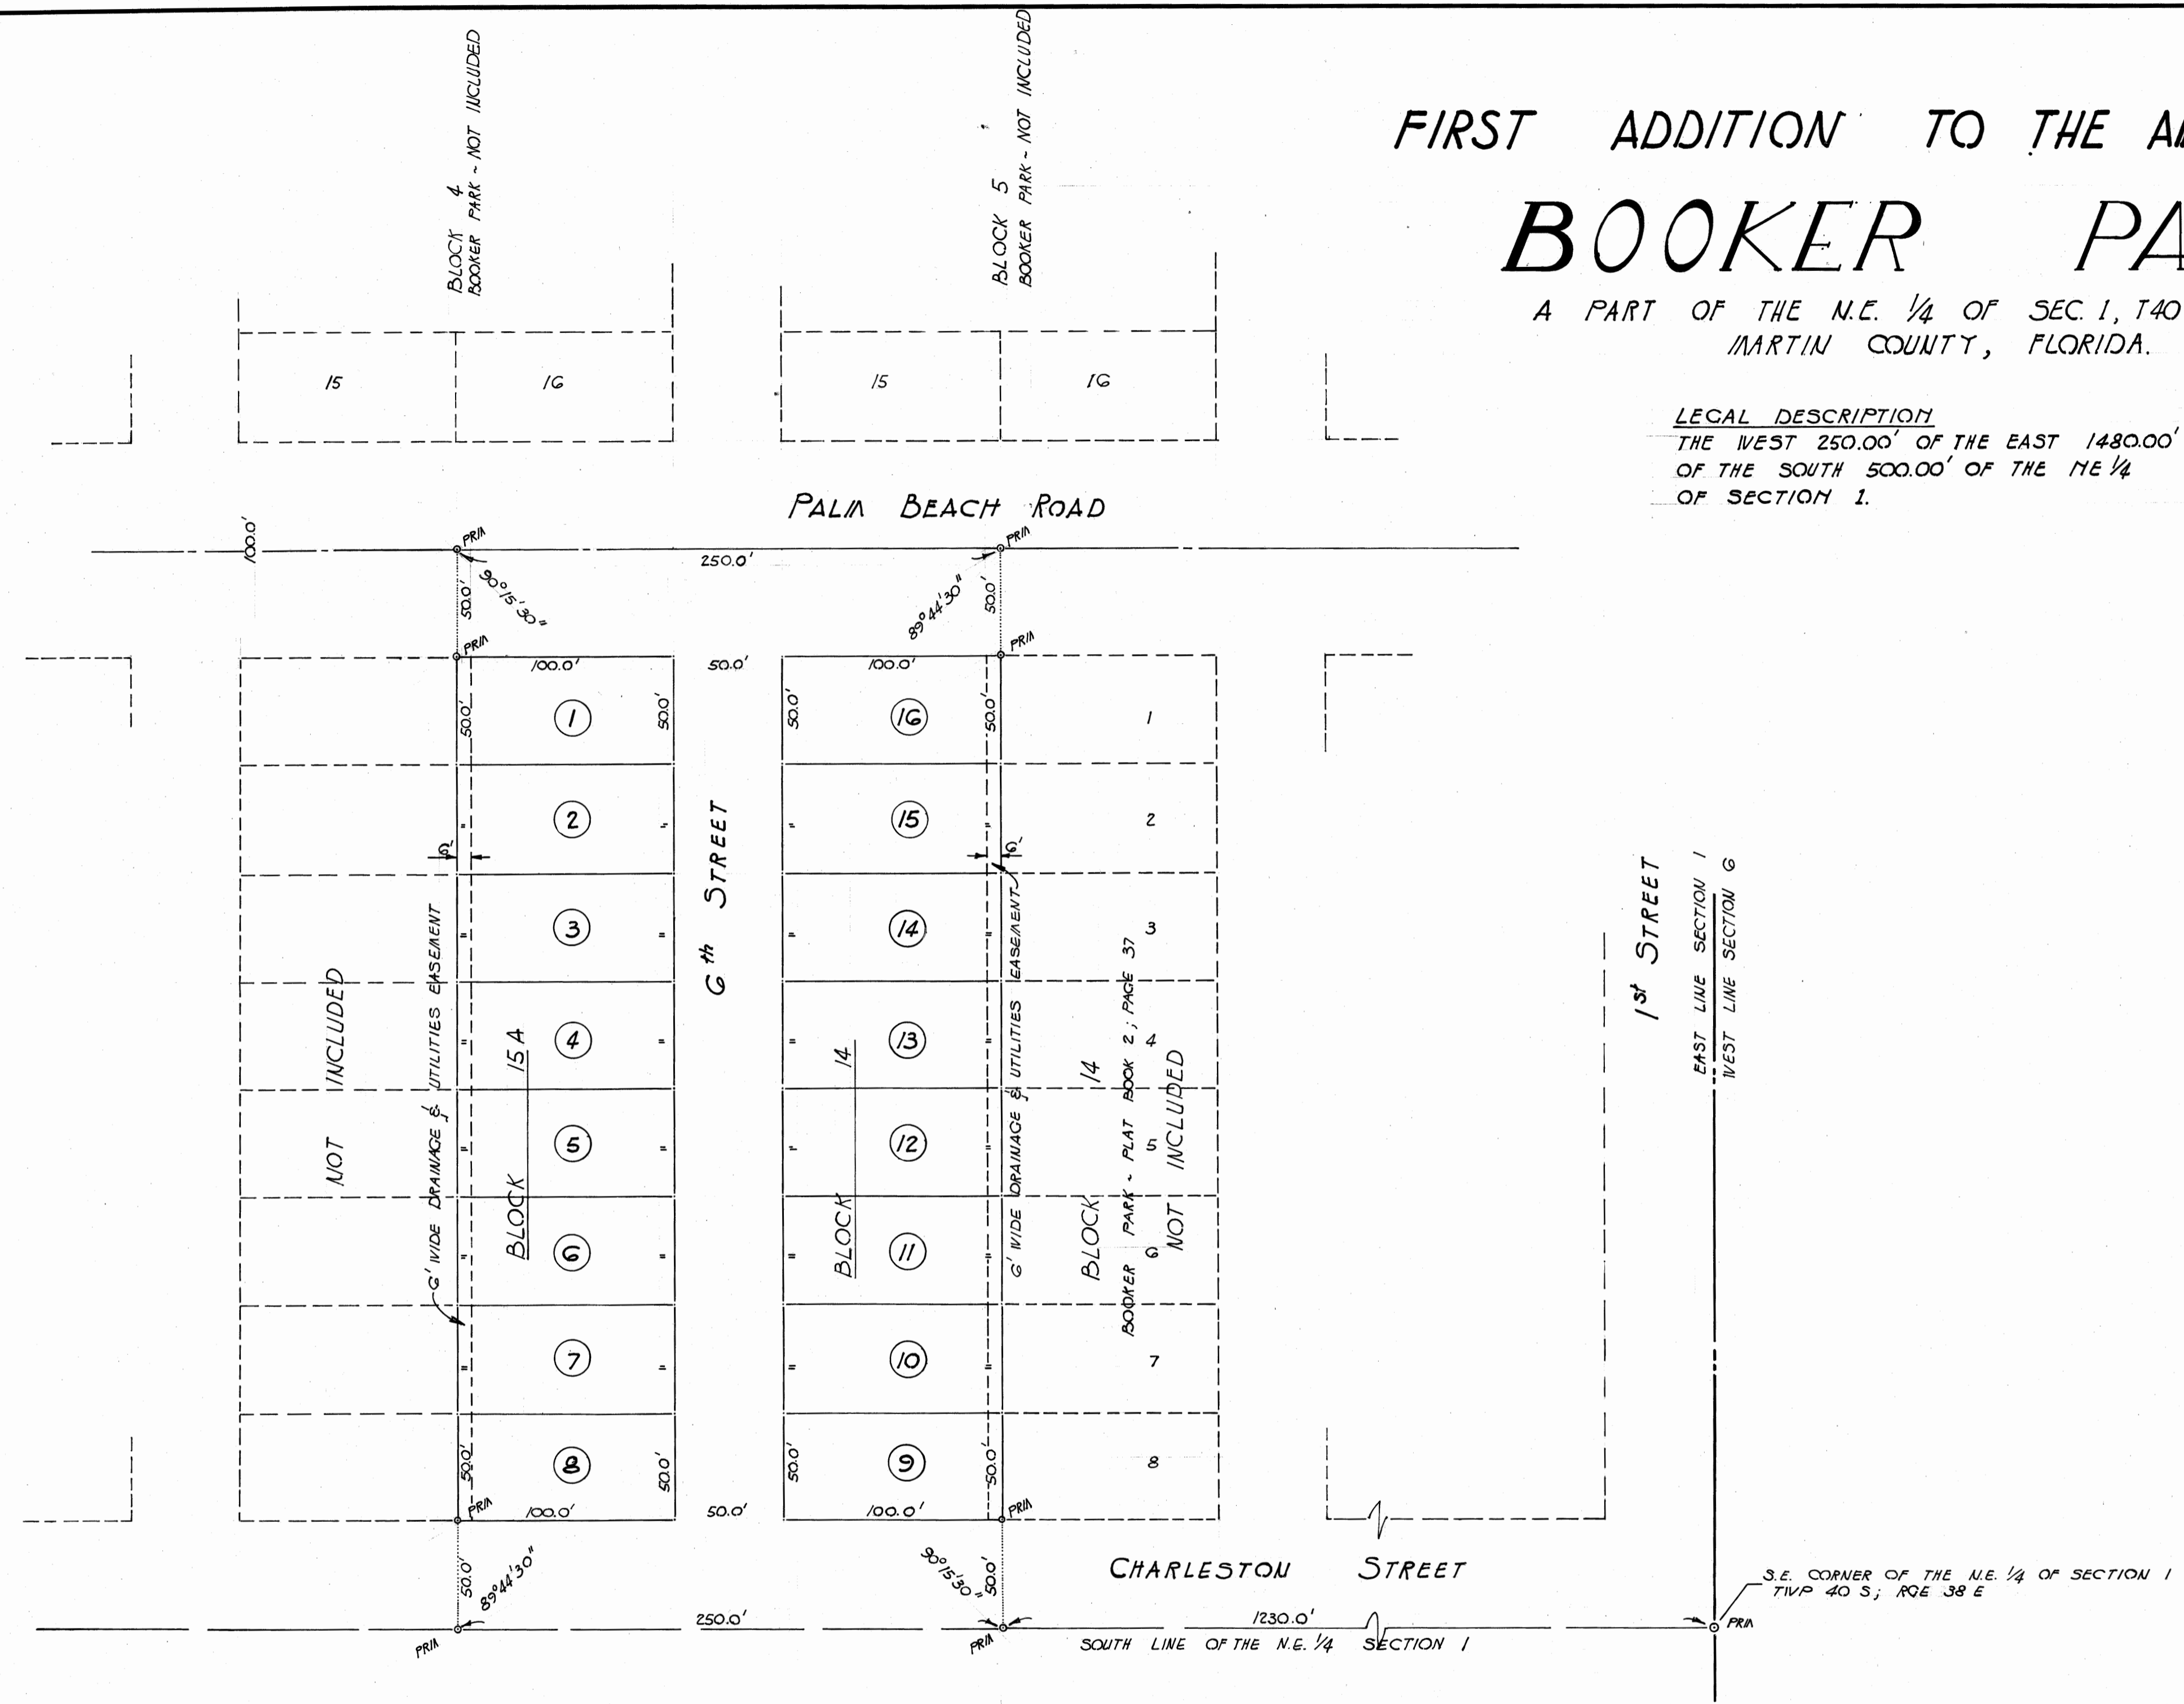 FIRST ADDITION TO THE
BOOKER PA
A PART OF THE N.E. 1/4 OF SEC. 1, T40
MARTIN COUNTY, FLORIDA.
LEGAL DESCRIPTION
THE WEST 250.00' OF THE EAST 1480.00'
OF THE SOUTH 500.00' OF THE NE 1/4
OF SECTION 1.
BLOCK 4
BOOKER PARK ~ NOT INCLUDED
BLOCK 5
BOOKER PARK ~ NOT INCLUDED
15
16
15
16
PALM BEACH ROAD
100.0'
PRM
250.0'
PRM
50.0'
90°15'30"
89°44'30"
50.0'
PRM
PRM
100.0'
50.0'
100.0'
50.0'
1
50.0'
50.0'
16
50.0'
1
"
2
"
"
15
"
2
6'
6'
"
3
"
"
14
"
3
"
4
"
"
13
"
4
"
5
"
"
12
"
5
"
6
"
"
11
"
6
"
7
"
"
10
"
7
50.0'
8
50.0'
50.0'
9
50.0'
8
NOT INCLUDED
6' WIDE DRAINAGE & UTILITIES EASEMENT
BLOCK 15A
6th STREET
BLOCK 14
6' WIDE DRAINAGE & UTILITIES EASEMENT
BLOCK 14
BOOKER PARK ~ PLAT BOOK 2; PAGE 37
NOT INCLUDED
1st STREET
EAST LINE SECTION 1
WEST LINE SECTION 6
PRM
100.0'
50.0'
100.0'
PRM
50.0'
89°44'30"
90°15'30"
50.0'
CHARLESTON STREET
S.E. CORNER OF THE N.E. 1/4 OF SECTION 1
TWP 40 S; RGE 38 E
PRM
250.0'
PRM
1230.0'
PRM
SOUTH LINE OF THE N.E. 1/4 SECTION 1